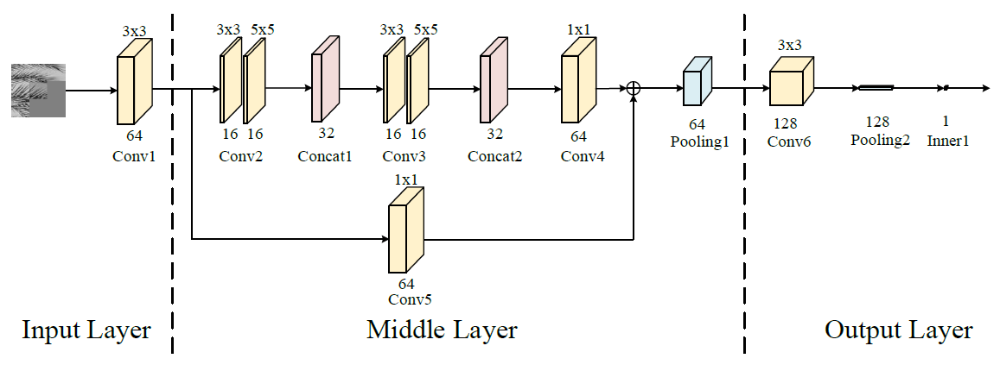 3x3
64
Conv1
3x3 5x5
16 16
Conv2
32
Concat1
3x3 5x5
16 16
Conv3
32
Concat2
1x1
64
Conv4
1x1
64
Conv5
64
Pooling1
3x3
128
Conv6
128
Pooling2
1
Inner1
Input Layer
Middle Layer
Output Layer